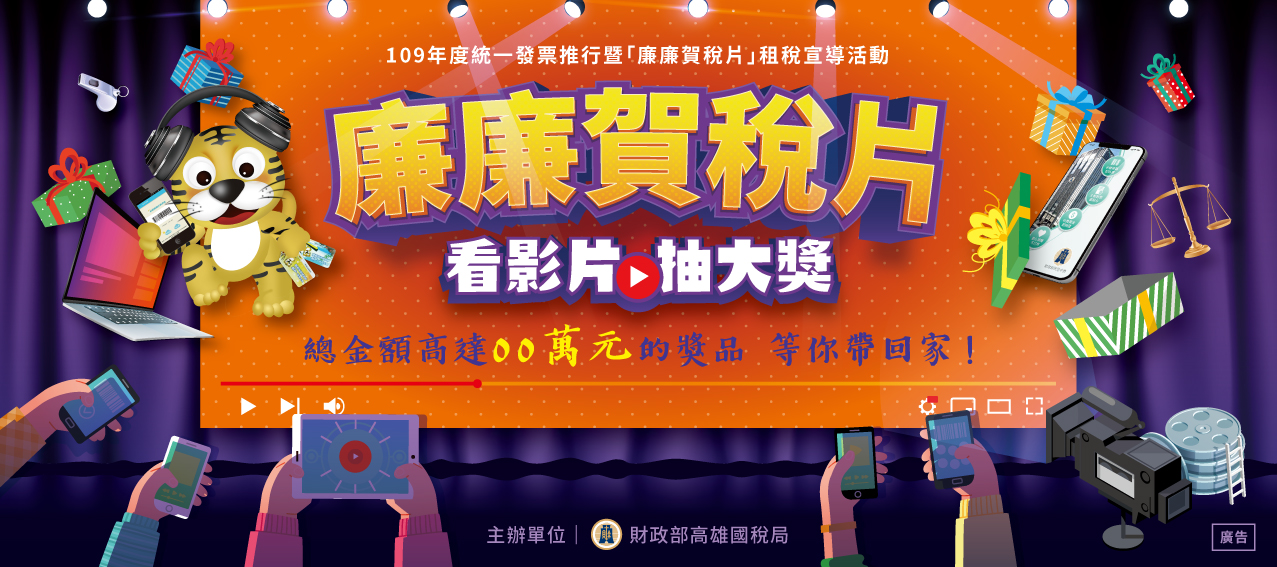 109年度統一發票推行暨「廉廉賀稅片」租稅宣導活動
廉廉賀稅片
看影片 抽大獎
總金額高達00萬元的獎品 等你帶回家！
主辦單位｜財政部高雄國稅局
廣告